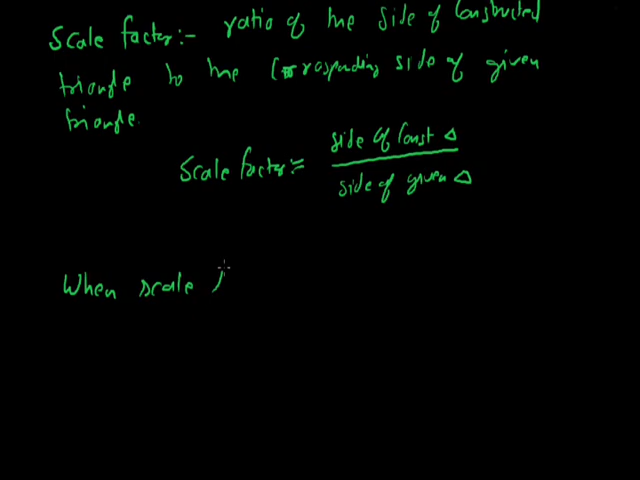 Scale factor:- ratio of the side of Constructed
triangle to the Corrosponding side of given
triangle.
Scale factor:= side of Const Δ
side of given Δ
When scale